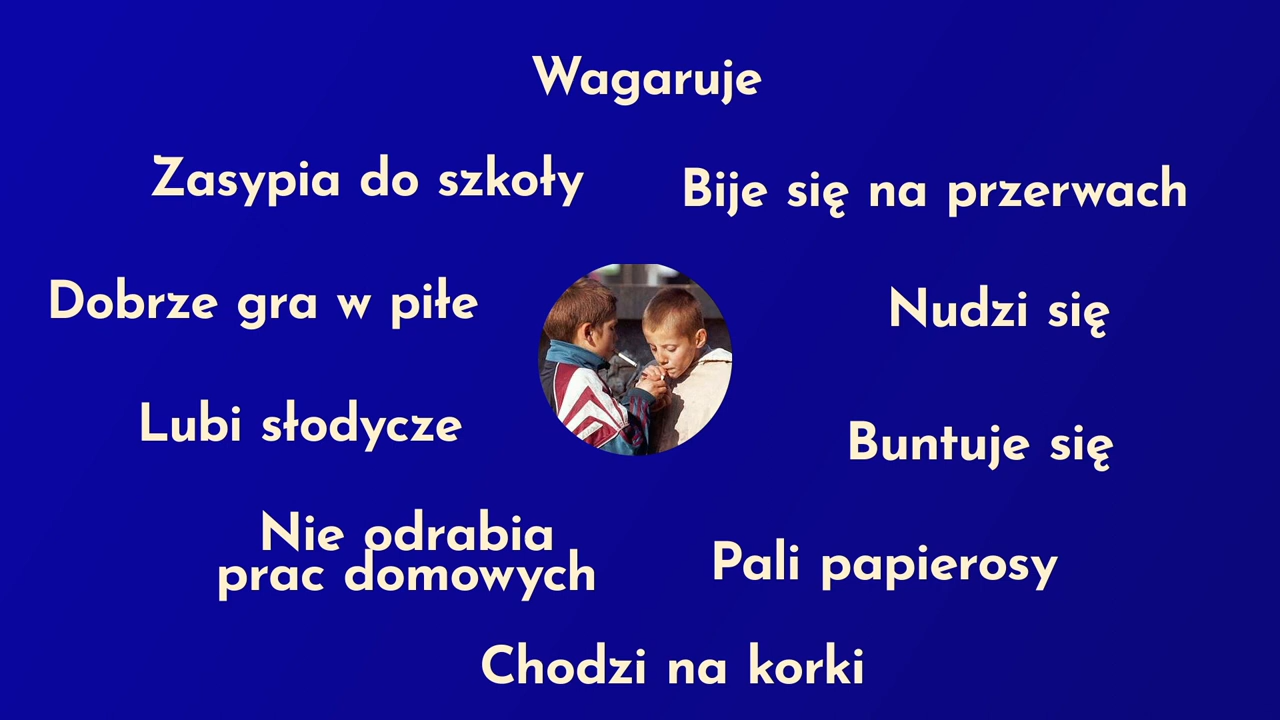 Wagaruje
Zasypia do szkoły
Bije się na przerwach
Dobrze gra w piłe
Nudzi się
Lubi słodycze
Buntuje się
Nie odrabia
prac domowych
Pali papierosy
Chodzi na korki